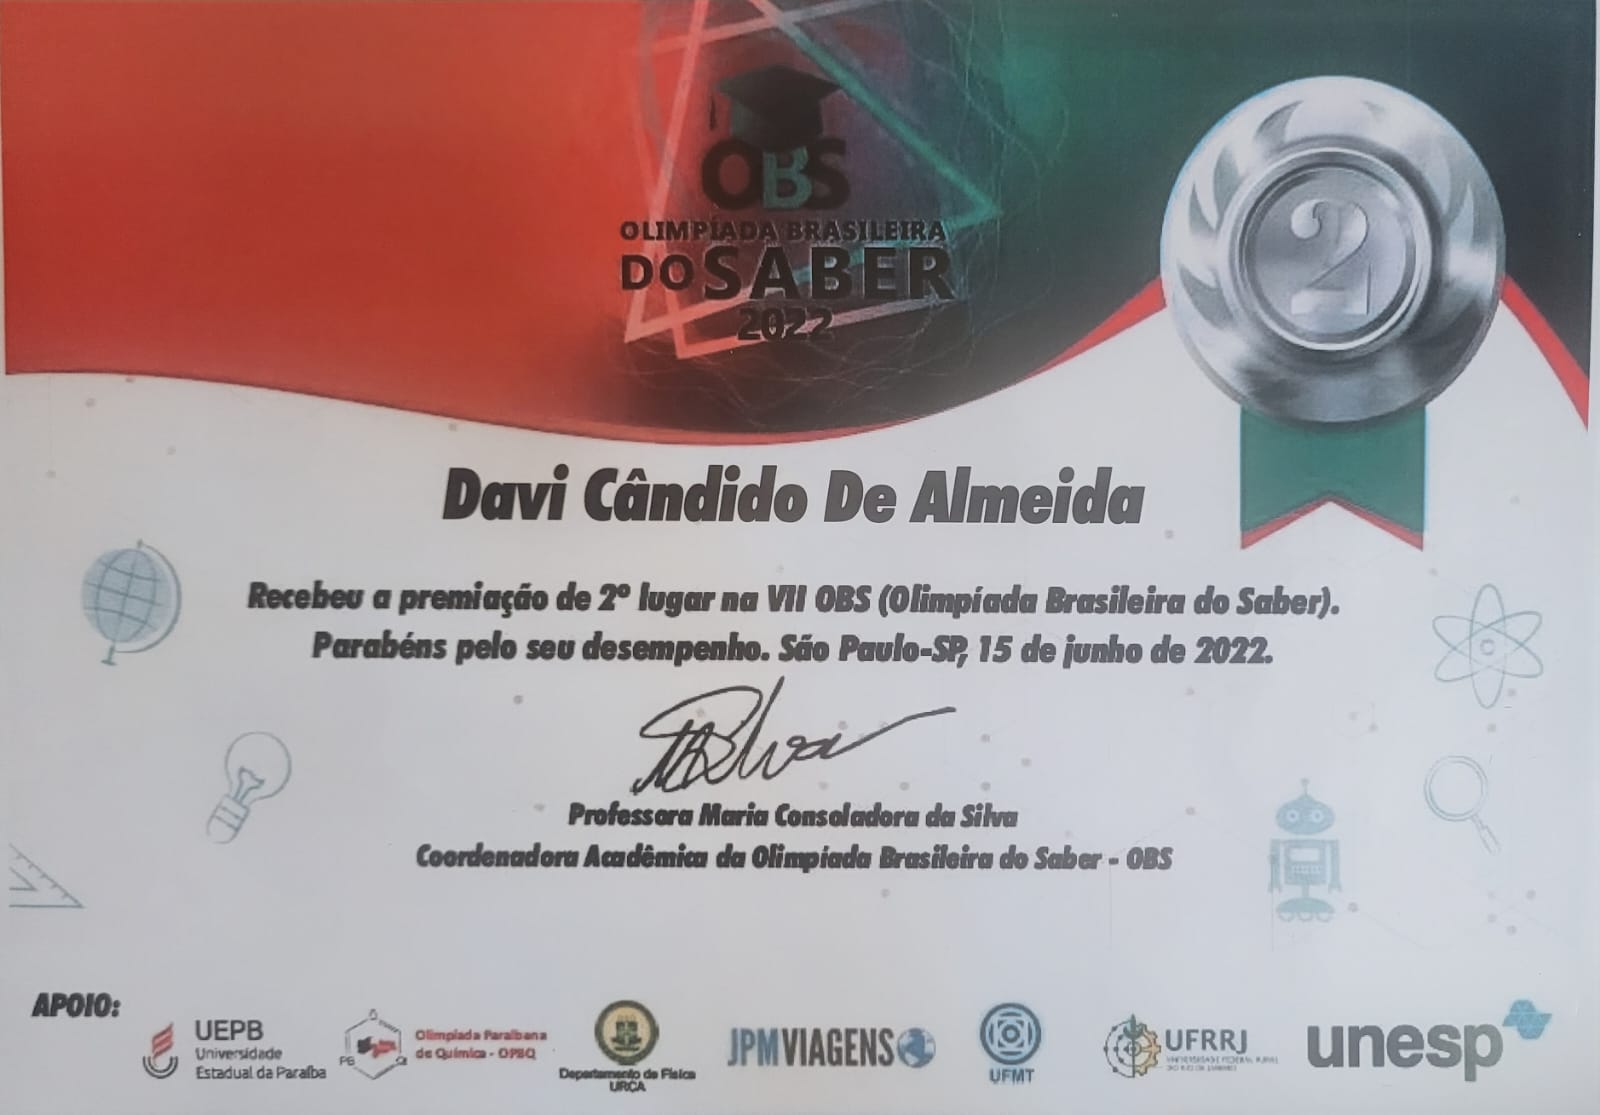 OBS
OLIMPÍADA BRASILEIRA
DO SABER
2022
2
Davi Cândido De Almeida
Recebeu a premiação de 2º lugar na VII OBS (Olimpíada Brasileira do Saber).
Parabéns pelo seu desempenho. São Paulo-SP, 15 de junho de 2022.
Professora Maria Consoladora da Silva
Coordenadora Acadêmica da Olimpíada Brasileira do Saber - OBS
APOIO:
UEPB
Universidade
Estadual da Paraíba
PB
Q
Olimpíada Paraibana
de Química - OPBQ
Departamento de Física
URCA
JPMVIAGENS
UFMT
UFRRJ
UNIVERSIDADE FEDERAL RURAL
DO RIO DE JANEIRO
unesp